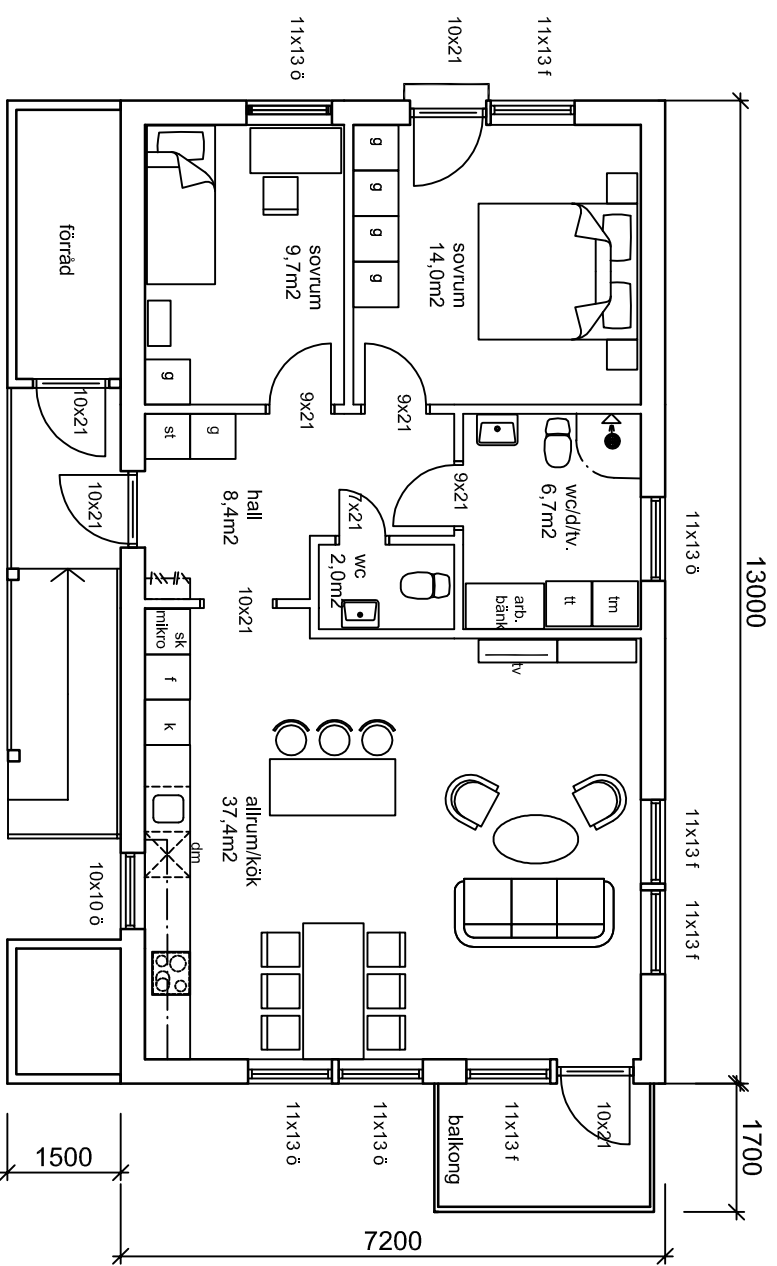 11x13 ö
10x21
11x13 f
13000
förråd
g
g
g
g
sovrum
9,7m2
sovrum
14,0m2
g
10x21
10x21
st
g
9x21
9x21
9x21
hall
8,4m2
7x21
wc
2,0m2
wc/d/tv.
6,7m2
11x13 ö
arb.
bänk
tt
tm
10x21
sk
mikro
f
k
tv
allrum/kök
37,4m2
dm
11x13 f
11x13 f
10x10 ö
11x13 ö
11x13 ö
11x13 f
10x21
balkong
1700
1500
7200